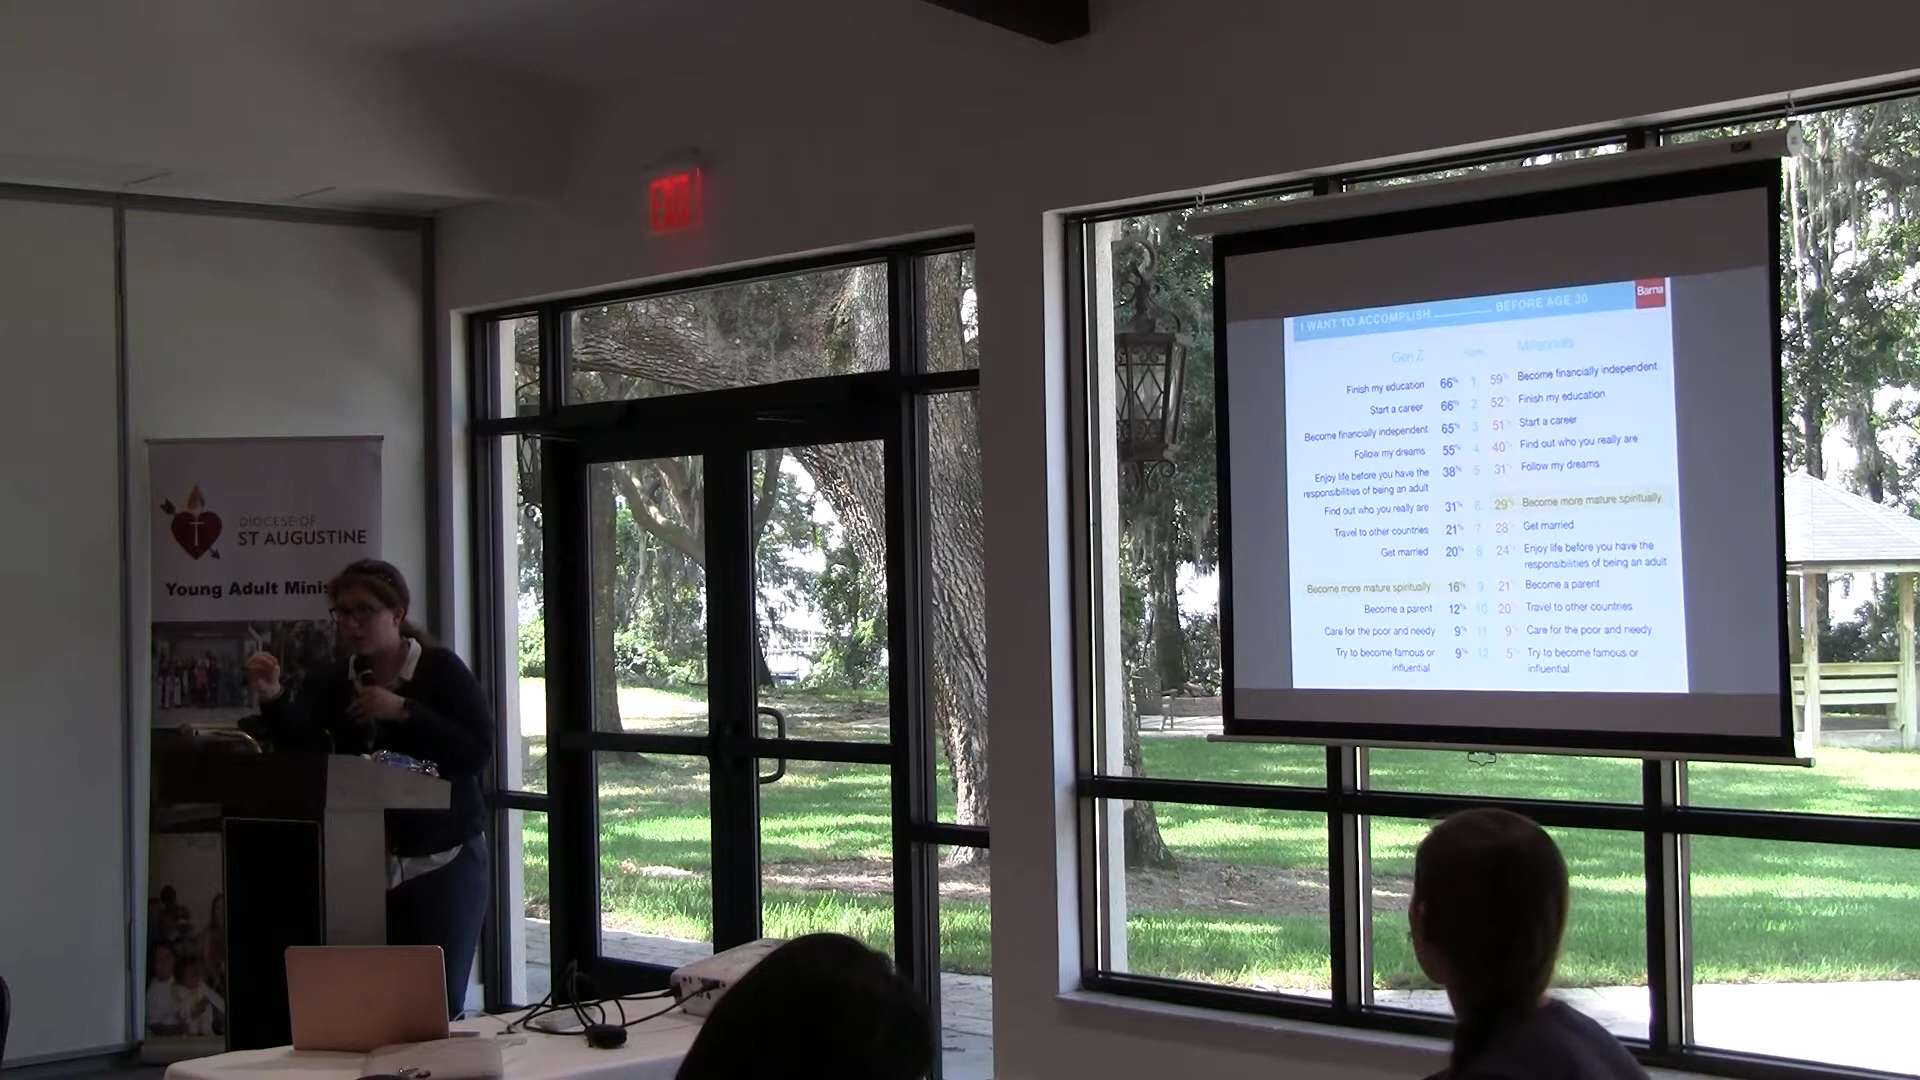 EXIT
DIOCESE OF
ST AUGUSTINE
Young Adult Minis
Barna
I WANT TO ACCOMPLISH ________ BEFORE AGE 30
Gen Z Millennials
Finish my education 66% 1 59% Become financially independent
Start a career 66% 2 52% Finish my education
Become financially independent 65% 3 51% Start a career
Follow my dreams 55% 4 40% Find out who you really are
Enjoy life before you have the
responsibilities of being an adult 38% 5 31% Follow my dreams
Find out who you really are 31% 6 29% Become more mature spiritually
Travel to other countries 21% 7 28% Get married
Get married 20% 8 24% Enjoy life before you have the
responsibilities of being an adult
Become more mature spiritually 16% 9 21% Become a parent
Become a parent 12% 10 20% Travel to other countries
Care for the poor and needy 9% 11 9% Care for the poor and needy
Try to become famous or
influential 9% 12 5% Try to become famous or
influential